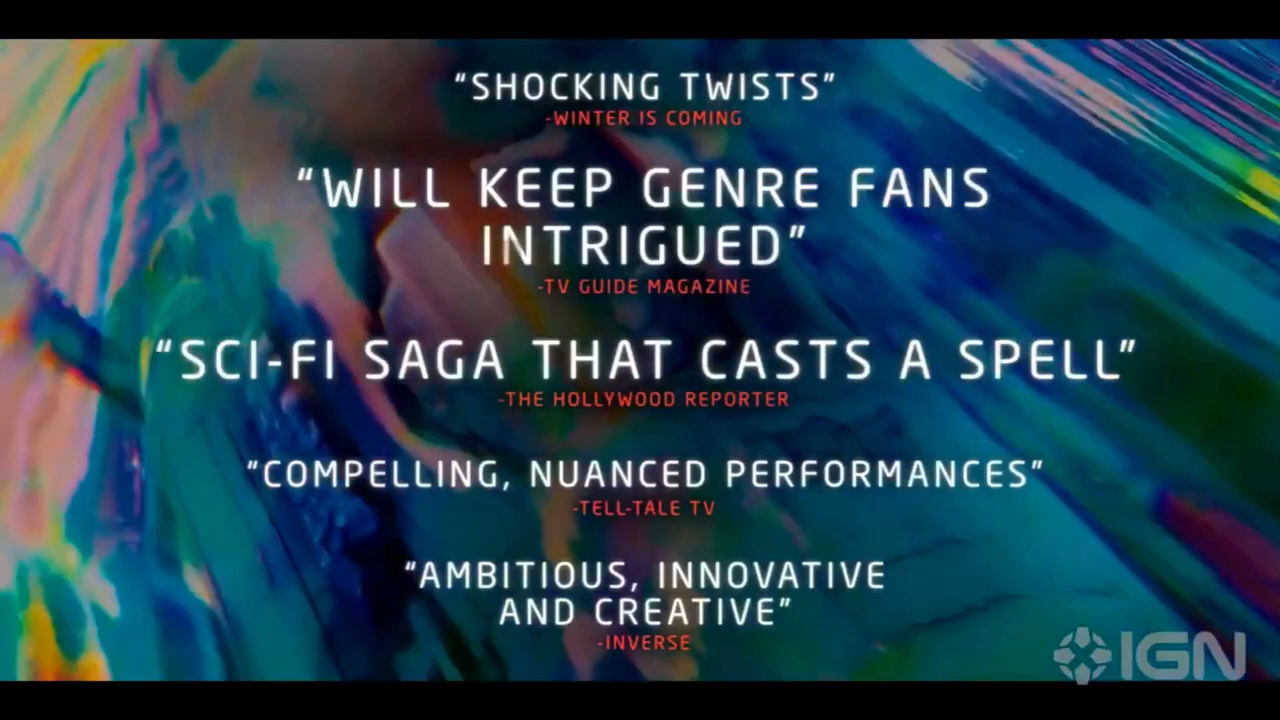 “SHOCKING TWISTS”
-WINTER IS COMING
“WILL KEEP GENRE FANS
INTRIGUED”
-TV GUIDE MAGAZINE
“SCI-FI SAGA THAT CASTS A SPELL”
-THE HOLLYWOOD REPORTER
“COMPELLING, NUANCED PERFORMANCES”
-TELL-TALE TV
“AMBITIOUS, INNOVATIVE
AND CREATIVE”
-INVERSE
IGN